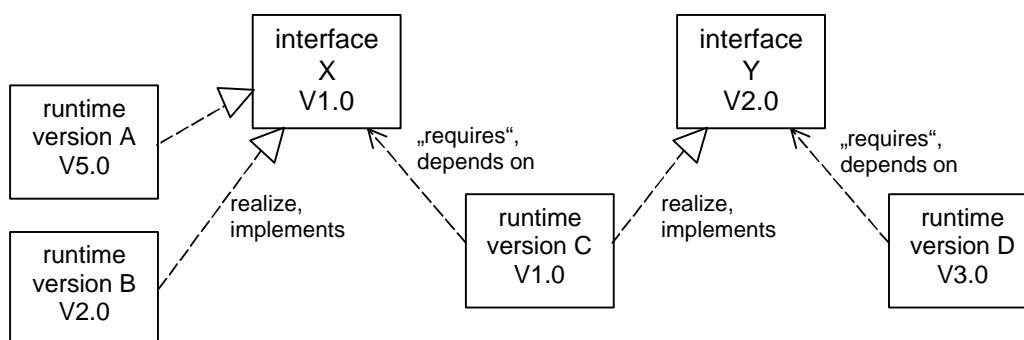 interface
X
V1.0
interface
Y
V2.0
runtime
version A
V5.0
„requires“,
depends on
„requires“,
depends on
realize,
implements
runtime
version C
V1.0
realize,
implements
runtime
version D
V3.0
runtime
version B
V2.0